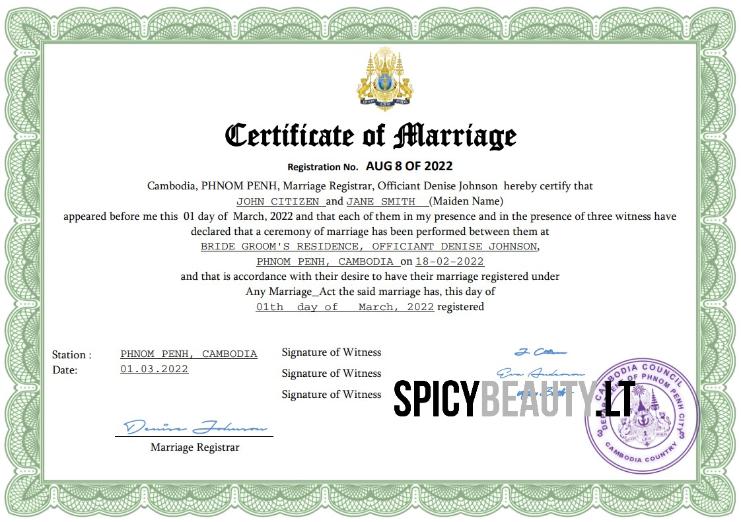 Certificate of Marriage
Registration No. AUG 8 OF 2022
Cambodia, PHNOM PENH, Marriage Registrar, Officiant Denise Johnson hereby certify that
JOHN CITIZEN and JANE SMITH (Maiden Name)
appeared before me this 01 day of March, 2022 and that each of them in my presence and in the presence of three witness have
declared that a ceremony of marriage has been performed between them at
BRIDE GROOM'S RESIDENCE, OFFICIANT DENISE JOHNSON,
PHNOM PENH, CAMBODIA on 18-02-2022
and that is accordance with their desire to have their marriage registered under
Any Marriage_Act the said marriage has, this day of
01th day of March, 2022 registered
Station : PHNOM PENH, CAMBODIA
Date: 01.03.2022
Signature of Witness
Signature of Witness Eva Anderson
Signature of Witness
SPICYBEAUTY.LT
Denise Johnson
Marriage Registrar
CAMBODIA COUNCIL
DEPARTMENT OF PHNOM PENH CITY
CAMBODIA COUNTRY